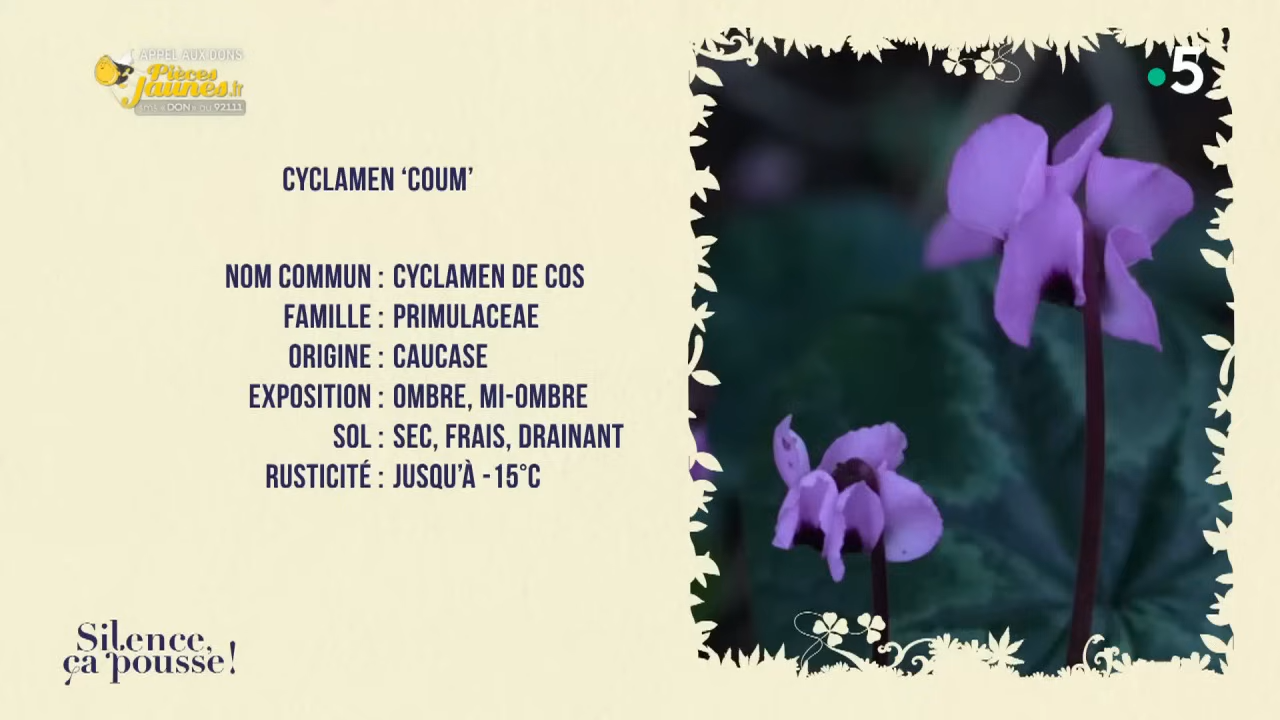 APPEL AUX DONS
Pièces
Jaunes.fr
SMS « DON » au 92111
5
CYCLAMEN ‘COUM’
NOM COMMUN : CYCLAMEN DE COS
FAMILLE : PRIMULACEAE
ORIGINE : CAUCASE
EXPOSITION : OMBRE, MI-OMBRE
SOL : SEC, FRAIS, DRAINANT
RUSTICITÉ : JUSQU’À -15°C
Silence,
ça pousse !